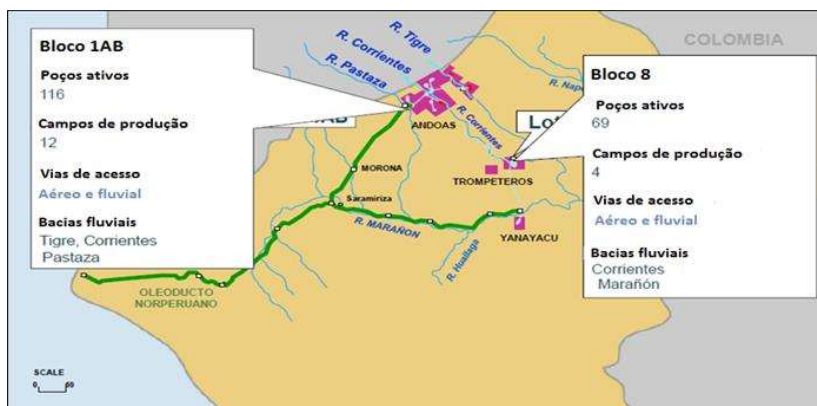 Bloco 1AB
Poços ativos
116
Campos de produção
12
Vias de acesso
Aéreo e fluvial
Bacias fluviais
Tigre, Corrientes
Pastaza
R. Tigre
R. Corrientes
R. Pastaza
ANDOAS
R. Corrientes
MORONA
Saramiriza
R. MARAÑON
R. Huallaga
TROMPETEROS
YANAYACU
OLEODUCTO
NORPERUANO
COLOMBIA
Bloco 8
Poços ativos
69
Campos de produção
4
Vias de acesso
Aéreo e fluvial
Bacias fluviais
Corrientes
Marañón
SCALE
0